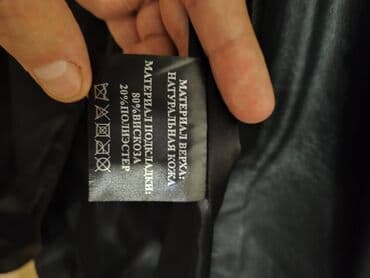 МАТЕРИАЛ ВЕРХА:
НАТУРАЛЬНАЯ КОЖА
МАТЕРИАЛ ПОДКЛАДКИ:
80%ВИСКОЗА
20%ПОЛИЭСТЕР